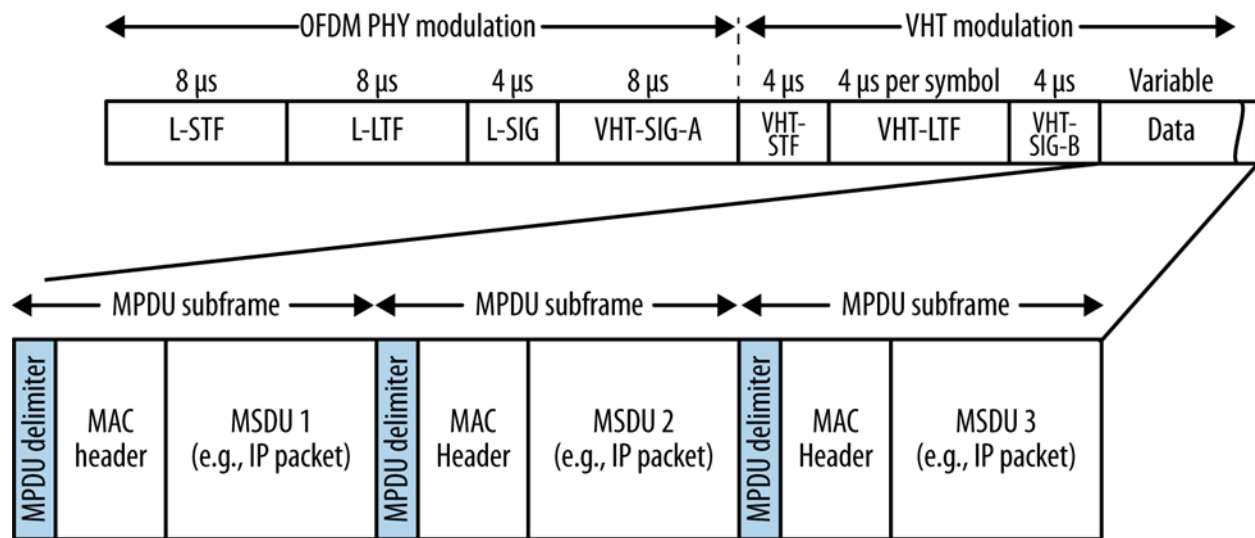 OFDM PHY modulation VHT modulation
8 µs 8 µs 4 µs 8 µs 4 µs 4 µs per symbol 4 µs Variable
L-STF L-LTF L-SIG VHT-SIG-A VHT-STF VHT-LTF VHT-SIG-B Data
MPDU subframe MPDU subframe MPDU subframe
MPDU delimiter
MAC
header
MSDU 1
(e.g., IP packet)
MPDU delimiter
MAC
Header
MSDU 2
(e.g., IP packet)
MPDU delimiter
MAC
Header
MSDU 3
(e.g., IP packet)